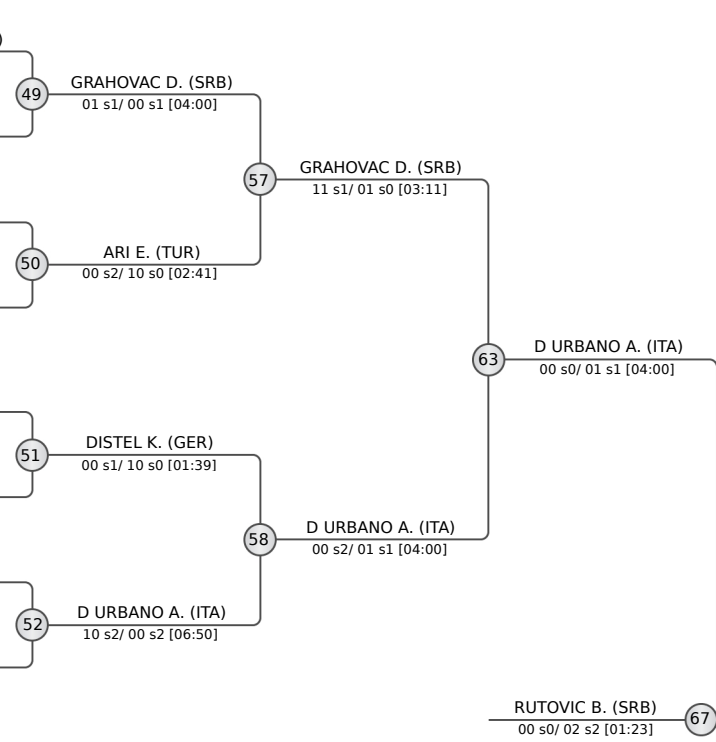 )
49
GRAHOVAC D. (SRB)
01 s1/ 00 s1 [04:00]
57
GRAHOVAC D. (SRB)
11 s1/ 01 s0 [03:11]
50
ARI E. (TUR)
00 s2/ 10 s0 [02:41]
63
D URBANO A. (ITA)
00 s0/ 01 s1 [04:00]
51
DISTEL K. (GER)
00 s1/ 10 s0 [01:39]
58
D URBANO A. (ITA)
00 s2/ 01 s1 [04:00]
52
D URBANO A. (ITA)
10 s2/ 00 s2 [06:50]
RUTOVIC B. (SRB)
00 s0/ 02 s2 [01:23]
67